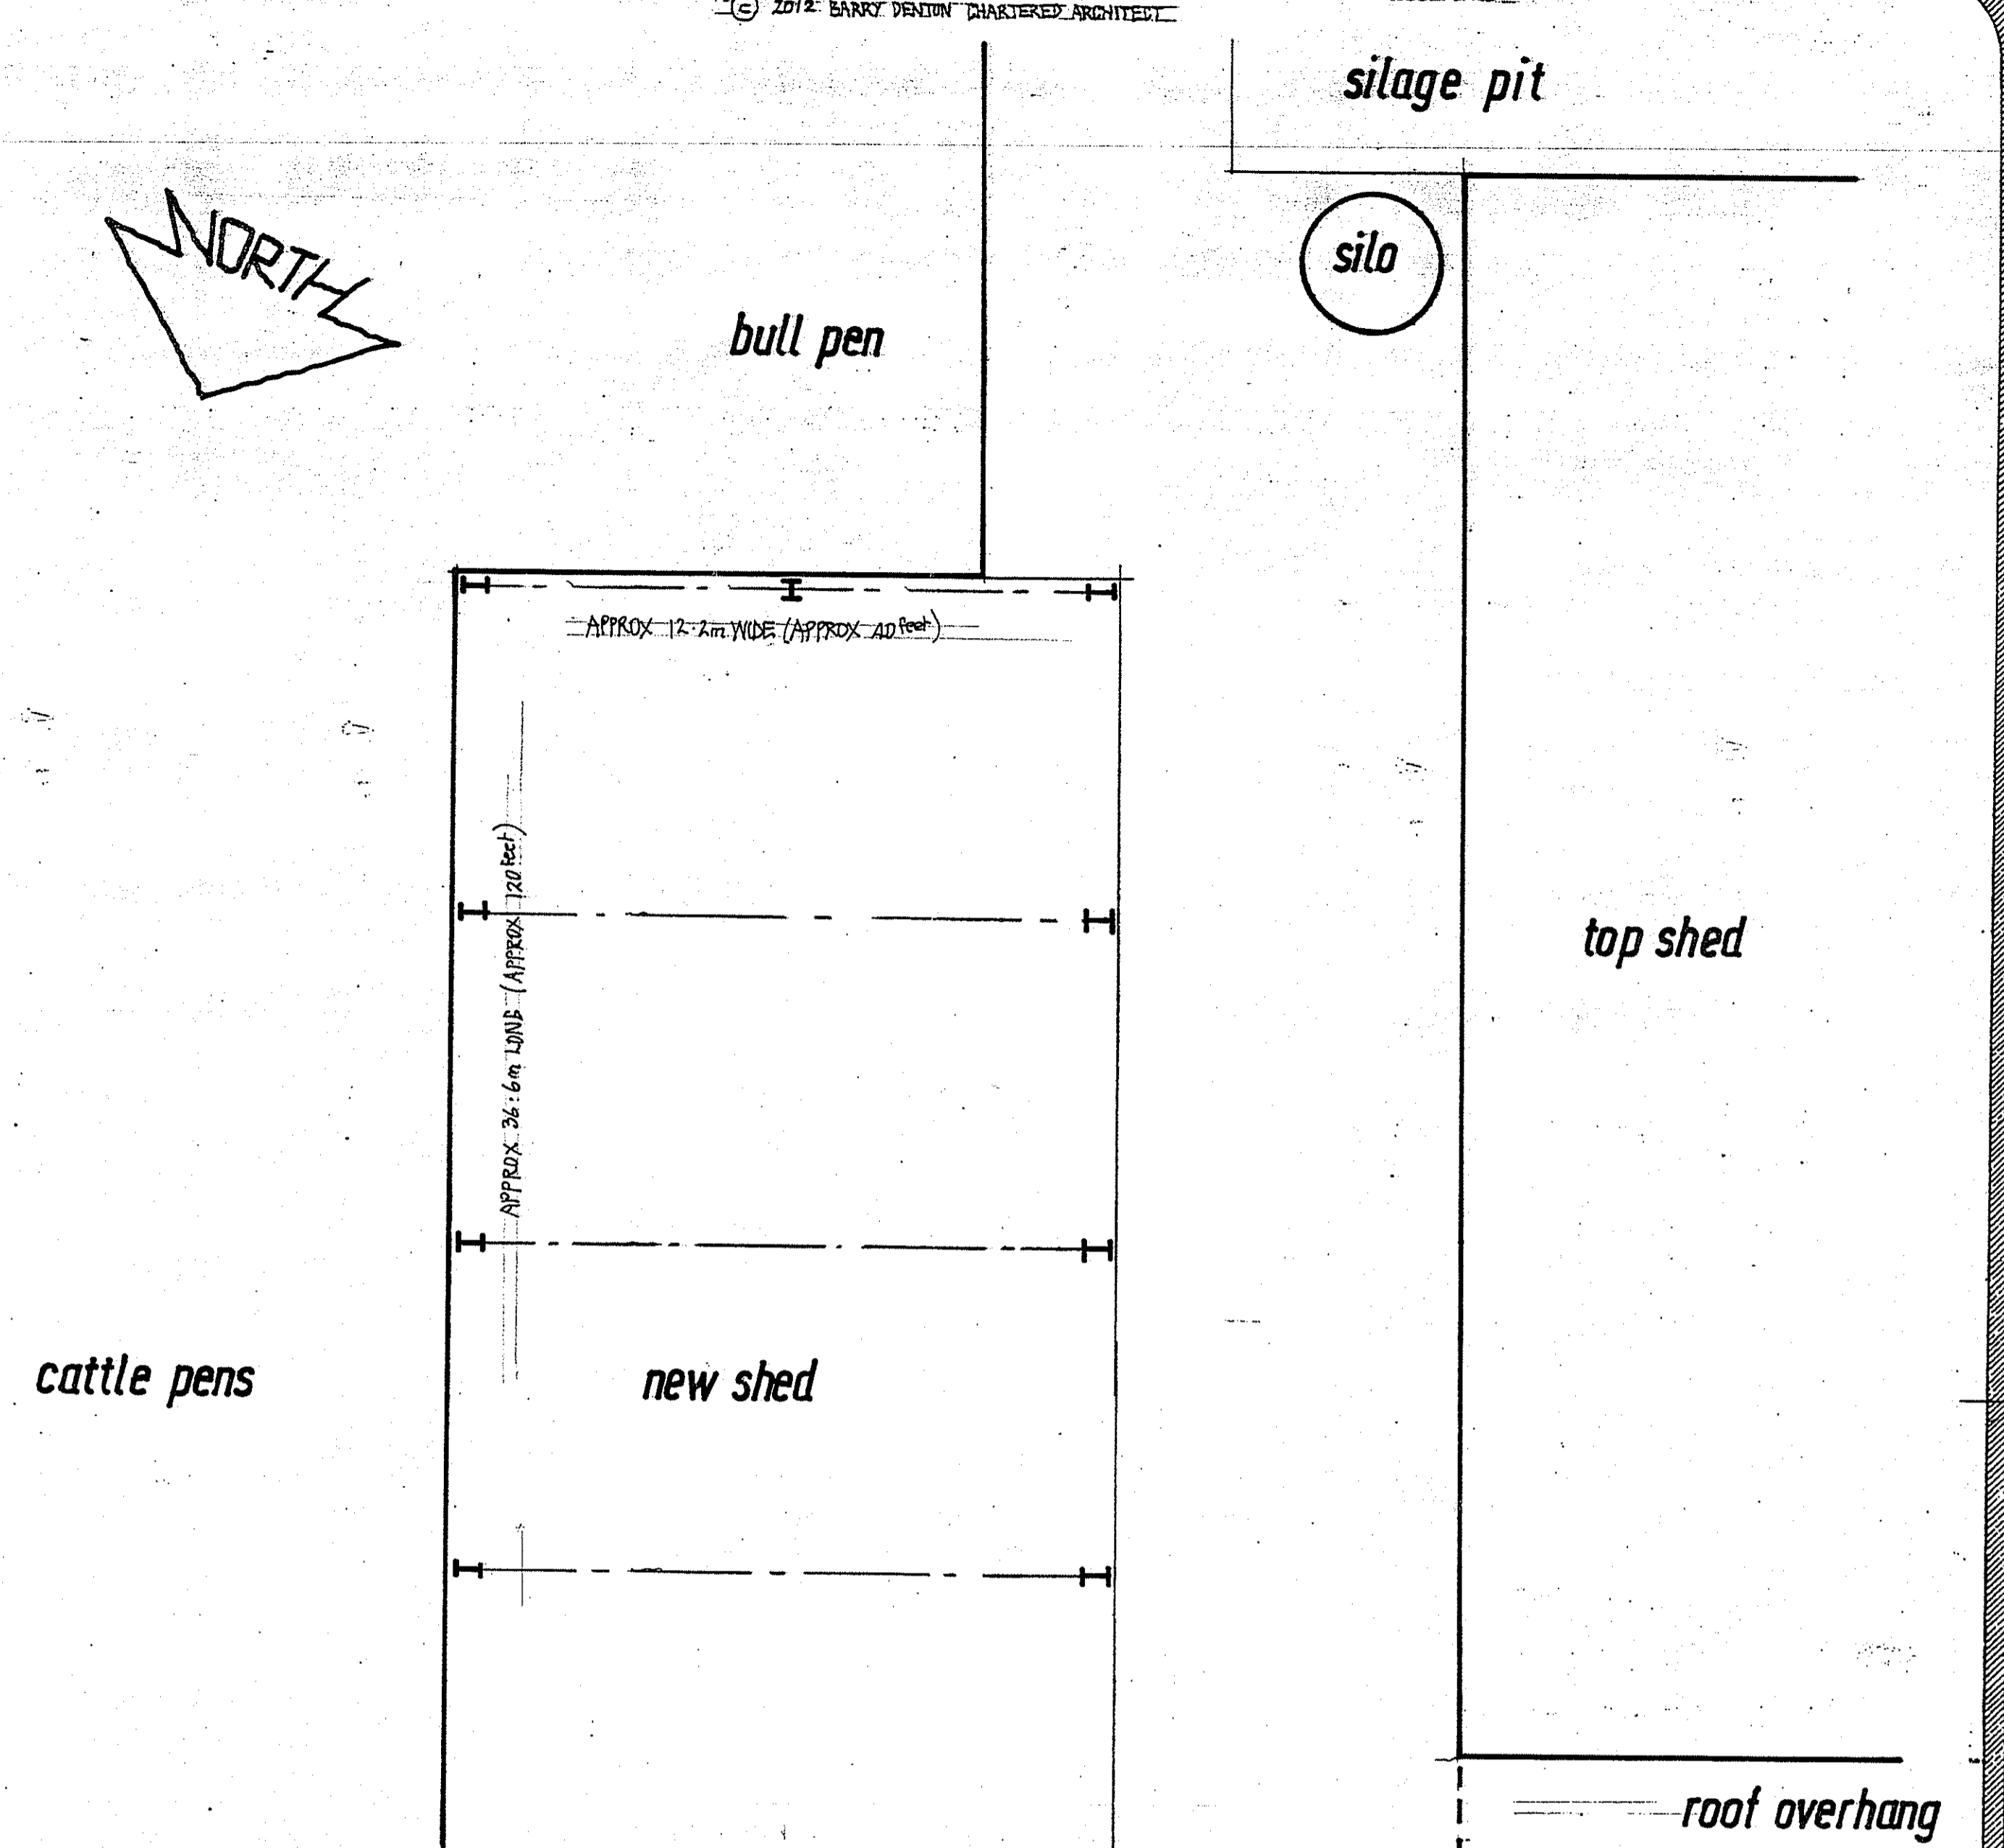 © 2012 BARRY DENTON CHARTERED ARCHITECT
silage pit
NORTH
silo
bull pen
APPROX 12.2m WIDE (APPROX 40 feet)
APPROX 36.6m LONG (APPROX 120 feet)
top shed
cattle pens
new shed
roof overhang